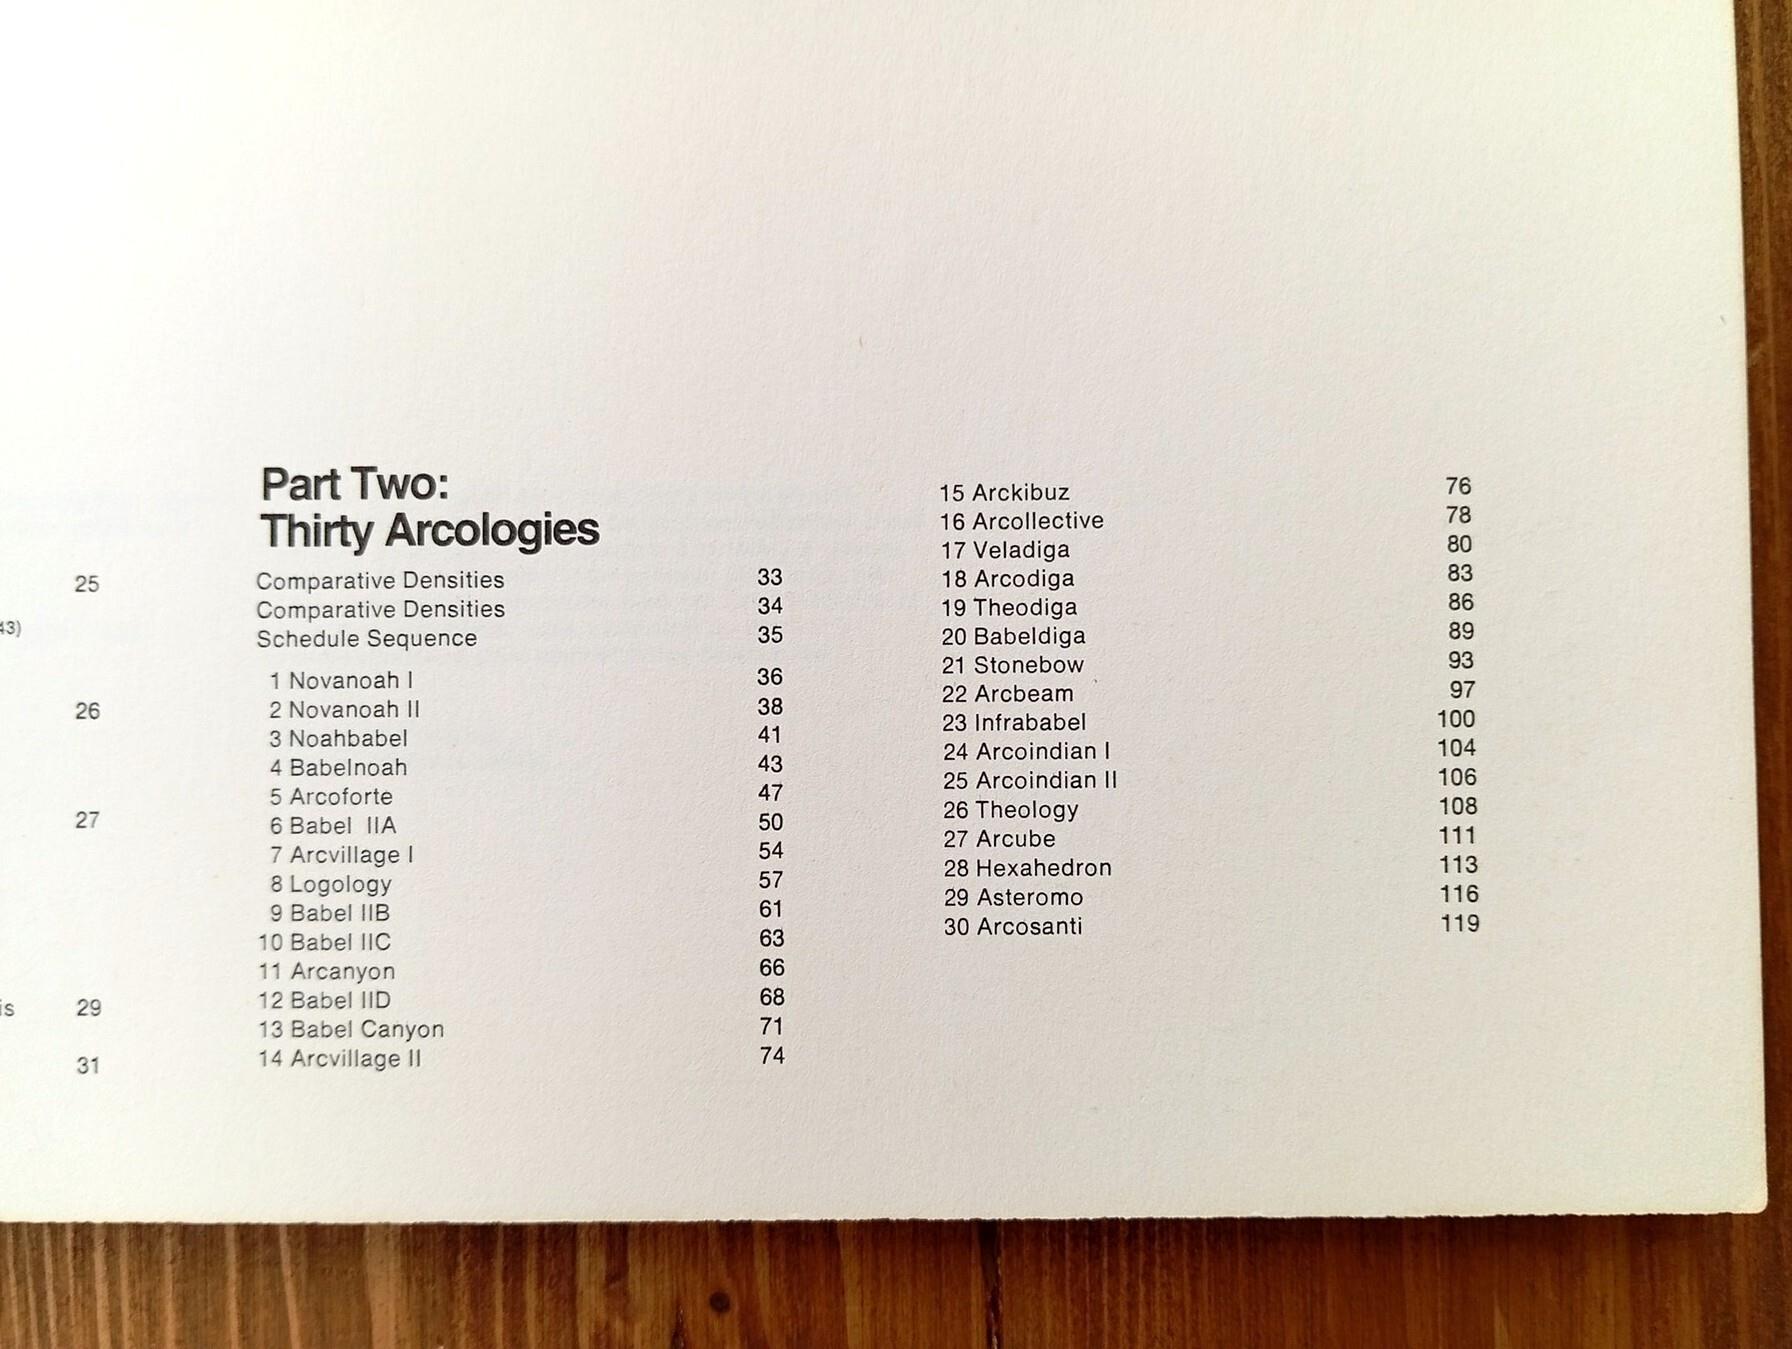 25
43)
26
27
is 29
31
Part Two:
Thirty Arcologies
Comparative Densities 33
Comparative Densities 34
Schedule Sequence 35
1 Novanoah I 36
2 Novanoah II 38
3 Noahbabel 41
4 Babelnoah 43
5 Arcoforte 47
6 Babel IIA 50
7 Arcvillage I 54
8 Logology 57
9 Babel IIB 61
10 Babel IIC 63
11 Arcanyon 66
12 Babel IID 68
13 Babel Canyon 71
14 Arcvillage II 74
15 Arckibuz 76
16 Arcollective 78
17 Veladiga 80
18 Arcodiga 83
19 Theodiga 86
20 Babeldiga 89
21 Stonebow 93
22 Arcbeam 97
23 Infrababel 100
24 Arcoindian I 104
25 Arcoindian II 106
26 Theology 108
27 Arcube 111
28 Hexahedron 113
29 Asteromo 116
30 Arcosanti 119